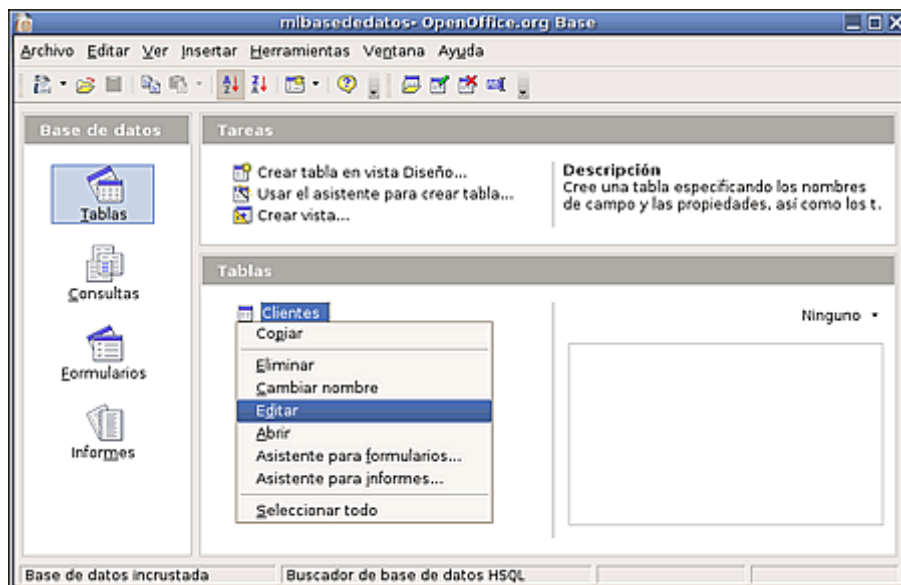 mibasededatos- OpenOffice.org Base
Archivo Editar Ver Insertar Herramientas Ventana Ayuda
Base de datos
Tareas
Tablas
Consultas
Formularios
Informes
Crear tabla en vista Diseño...
Usar el asistente para crear tabla...
Crear vista...
Descripción
Cree una tabla especificando los nombres
de campo y las propiedades, así como los t.
Tablas
Clientes
Ninguno
Copiar
Eliminar
Cambiar nombre
Editar
Abrir
Asistente para formularios...
Asistente para informes...
Seleccionar todo
Base de datos incrustada
Buscador de base de datos HSQL